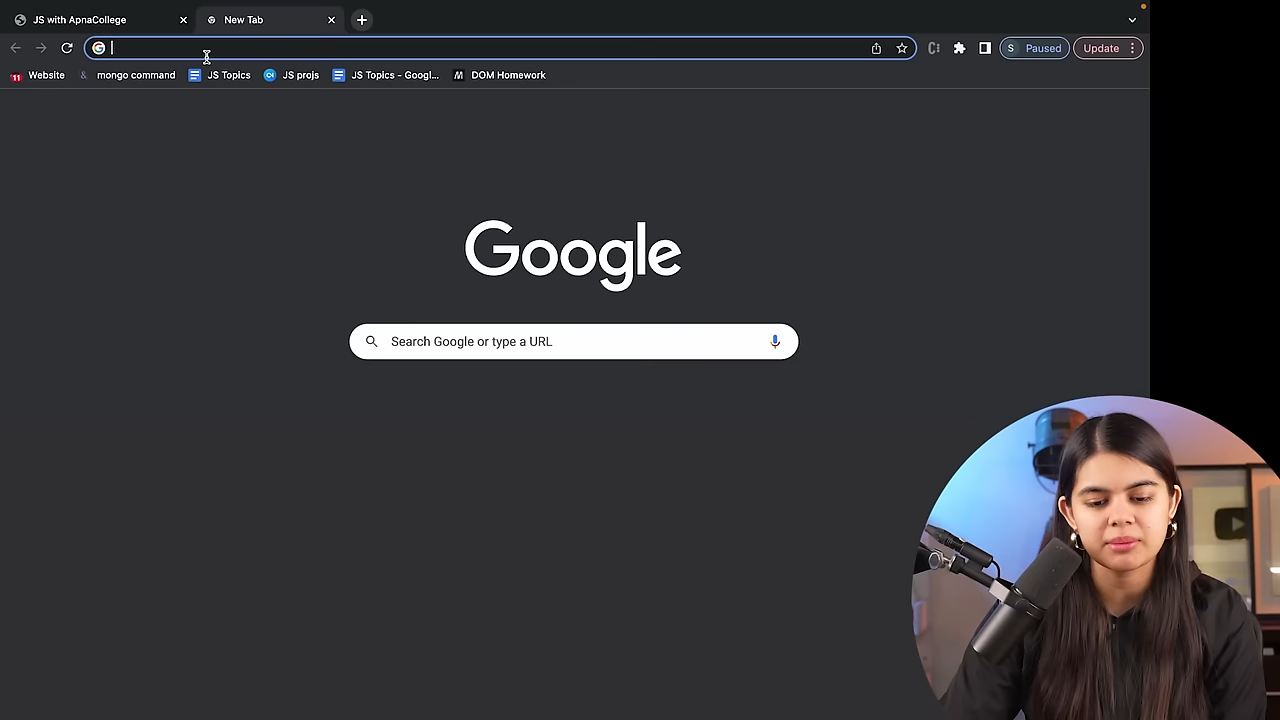 JS with ApnaCollege
New Tab
S Paused
Update
11 Website
mongo command
JS Topics
JS projs
JS Topics - Googl...
DOM Homework
Google
Search Google or type a URL